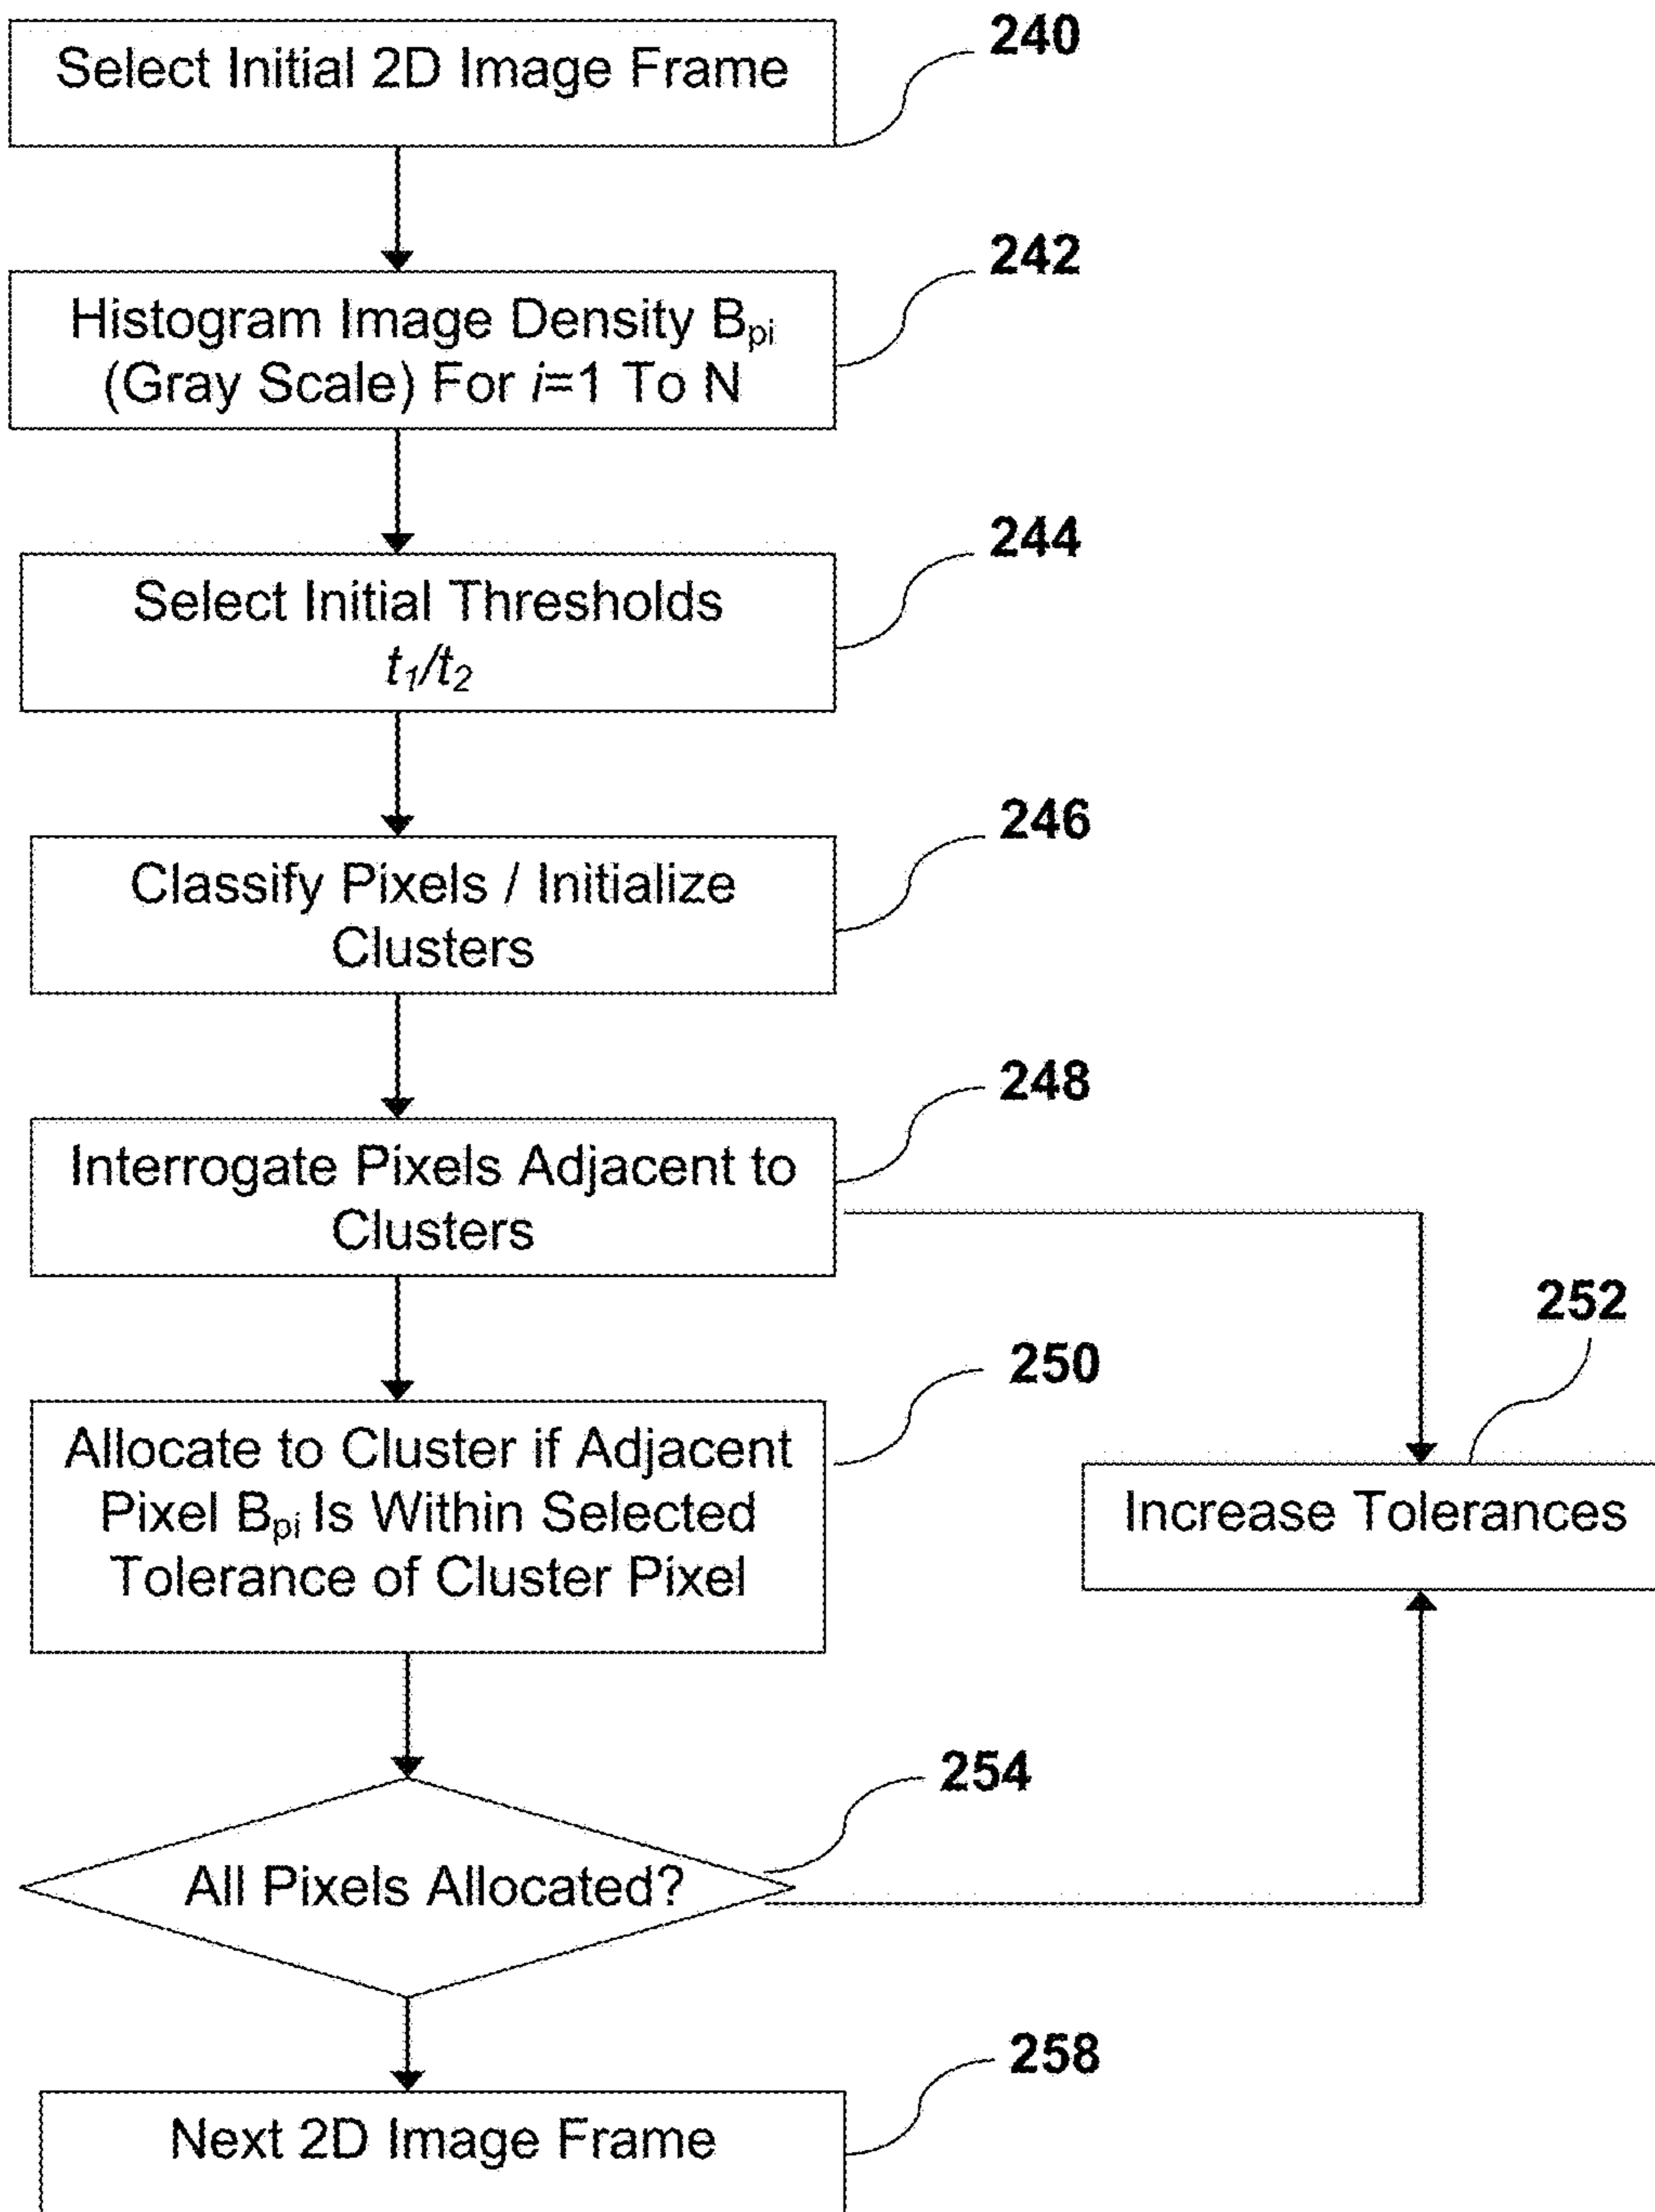 240
Select Initial 2D Image Frame
242
Histogram Image Density Bpi
(Gray Scale) For i=1 To N
244
Select Initial Thresholds
t1/t2
246
Classify Pixels / Initialize
Clusters
248
Interrogate Pixels Adjacent to
Clusters
252
Increase Tolerances
250
Allocate to Cluster if Adjacent
Pixel Bpi Is Within Selected
Tolerance of Cluster Pixel
254
All Pixels Allocated?
258
Next 2D Image Frame